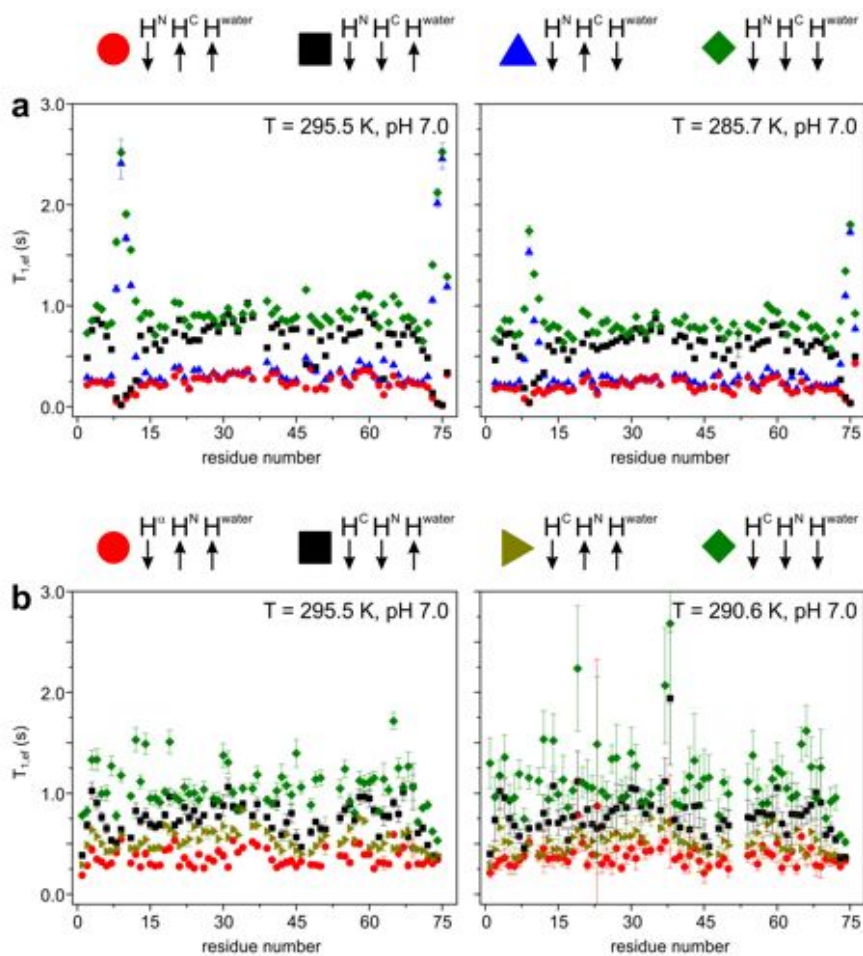 H^N H^C H^water H^N H^C H^water H^N H^C H^water H^N H^C H^water
a
T = 295.5 K, pH 7.0 T = 285.7 K, pH 7.0
3.0
2.0
1.0
0.0
T1,ef (s)
0 15 30 45 60 75 0 15 30 45 60 75
residue number residue number
H^α H^N H^water H^C H^N H^water H^C H^N H^water H^C H^N H^water
b
T = 295.5 K, pH 7.0 T = 290.6 K, pH 7.0
3.0
2.0
1.0
0.0
T1,ef (s)
0 15 30 45 60 75 0 15 30 45 60 75
residue number residue number